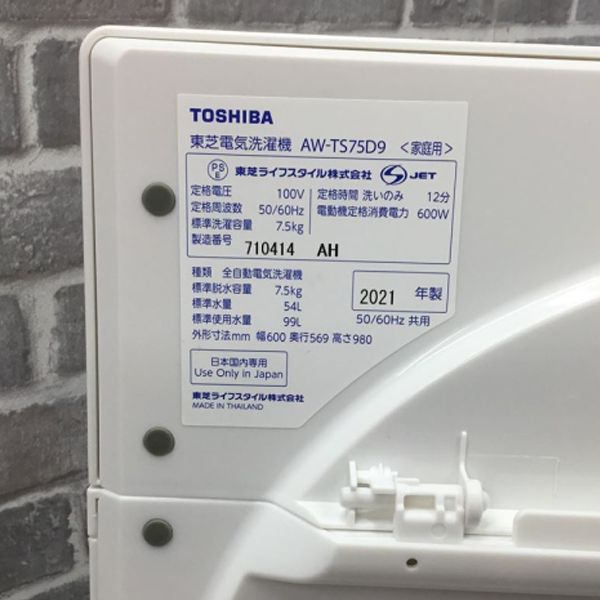 TOSHIBA
東芝電気洗濯機 AW-TS75D9 <家庭用>
PS E 東芝ライフスタイル株式会社 S JET
定格電圧 100V 定格時間 洗いのみ 12分
定格周波数 50/60Hz 電動機定格消費電力 600W
標準洗濯容量 7.5kg
製造番号 710414 AH
種類 全自動電気洗濯機
標準脱水容量 7.5kg 2021 年製
標準水量 54L
標準使用水量 99L 50/60Hz 共用
外形寸法mm 幅600 奥行569 高さ980
日本国内専用
Use Only in Japan
東芝ライフスタイル株式会社
MADE IN THAILAND